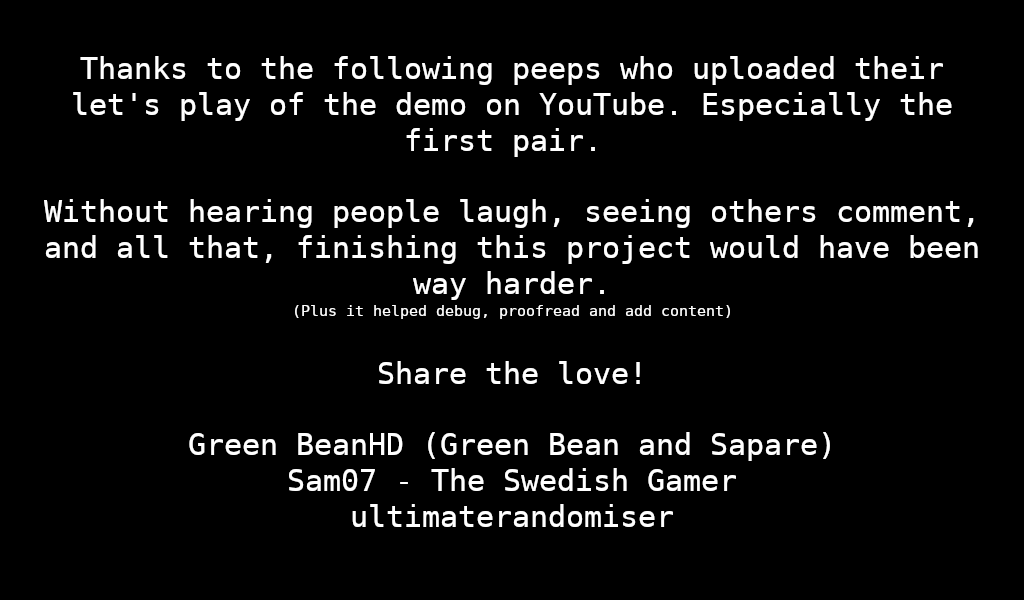 Thanks to the following peeps who uploaded their
let's play of the demo on YouTube. Especially the
first pair.
Without hearing people laugh, seeing others comment,
and all that, finishing this project would have been
way harder.
(Plus it helped debug, proofread and add content)
Share the love!
Green BeanHD (Green Bean and Sapare)
Sam07 - The Swedish Gamer
ultimaterandomiser